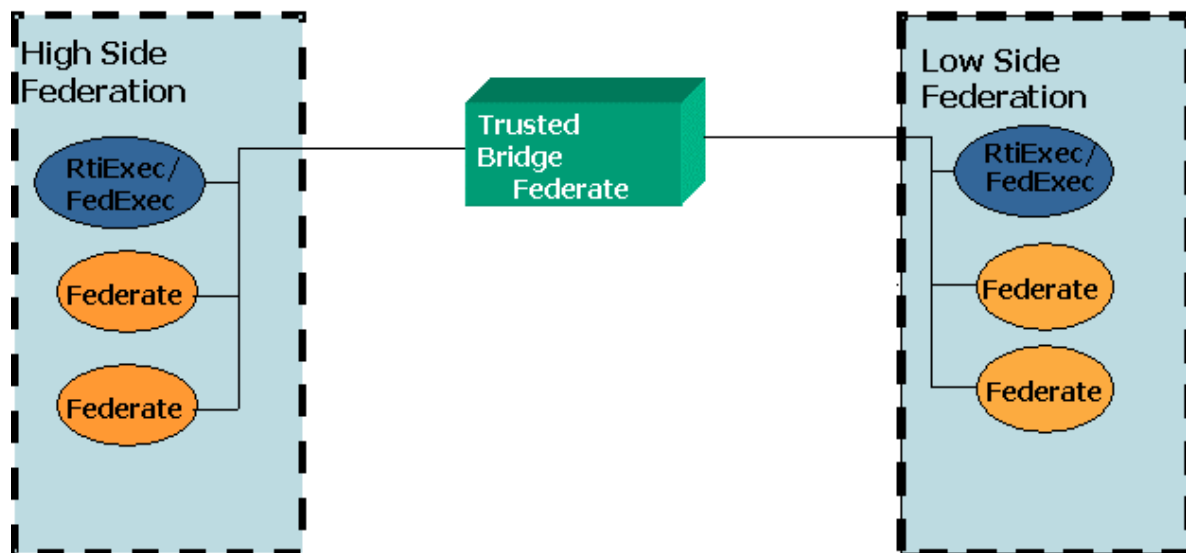 High Side
Federation
RtiExec/
FedExec
Federate
Federate
Trusted
Bridge
Federate
Low Side
Federation
RtiExec/
FedExec
Federate
Federate